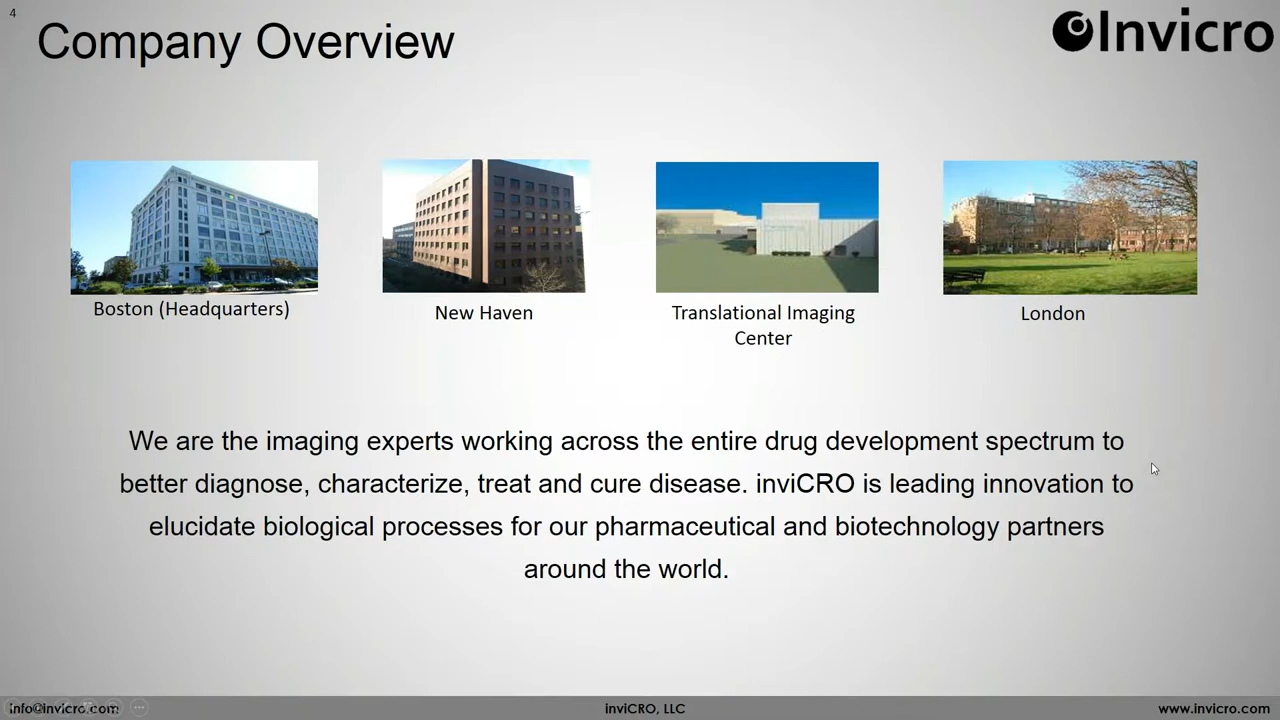 4
Company Overview
Invicro
Boston (Headquarters)
New Haven
Translational Imaging
Center
London
We are the imaging experts working across the entire drug development spectrum to
better diagnose, characterize, treat and cure disease. inviCRO is leading innovation to
elucidate biological processes for our pharmaceutical and biotechnology partners
around the world.
info@invicro.com
inviCRO, LLC
www.invicro.com